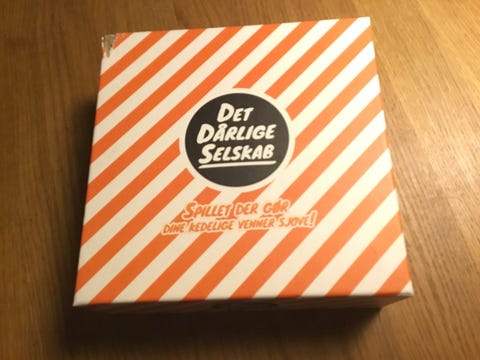 DET
DÅRLIGE
SELSKAB
SPILLET DER GØR
DINE KEDELIGE VENNER SJOVE!